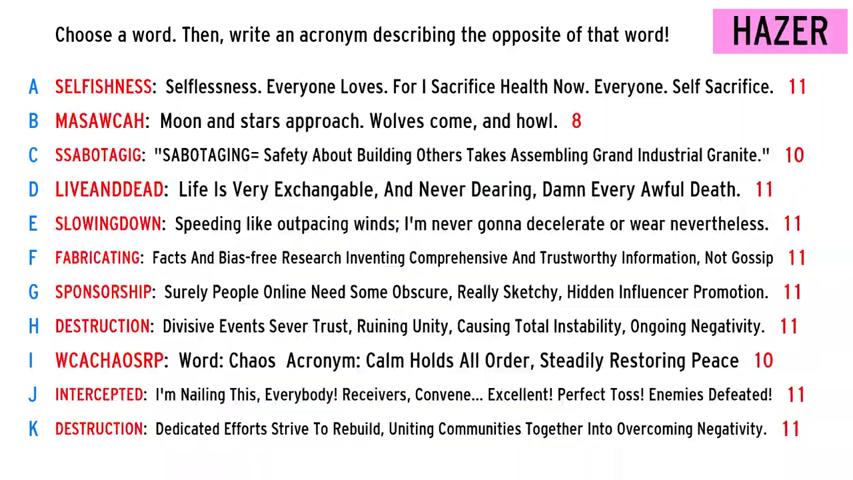 Choose a word. Then, write an acronym describing the opposite of that word!
HAZER
A SELFISHNESS: Selflessness. Everyone Loves. For I Sacrifice Health Now. Everyone. Self Sacrifice. 11
B MASAWCAH: Moon and stars approach. Wolves come, and howl. 8
C SSABOTAGIG: "SABOTAGING= Safety About Building Others Takes Assembling Grand Industrial Granite." 10
D LIVEANDDEAD: Life Is Very Exchangable, And Never Dearing, Damn Every Awful Death. 11
E SLOWINGDOWN: Speeding like outpacing winds; I'm never gonna decelerate or wear nevertheless. 11
F FABRICATING: Facts And Bias-free Research Inventing Comprehensive And Trustworthy Information, Not Gossip 11
G SPONSORSHIP: Surely People Online Need Some Obscure, Really Sketchy, Hidden Influencer Promotion. 11
H DESTRUCTION: Divisive Events Sever Trust, Ruining Unity, Causing Total Instability, Ongoing Negativity. 11
I WCACHAOSRP: Word: Chaos Acronym: Calm Holds All Order, Steadily Restoring Peace 10
J INTERCEPTED: I'm Nailing This, Everybody! Receivers, Convene... Excellent! Perfect Toss! Enemies Defeated! 11
K DESTRUCTION: Dedicated Efforts Strive To Rebuild, Uniting Communities Together Into Overcoming Negativity. 11